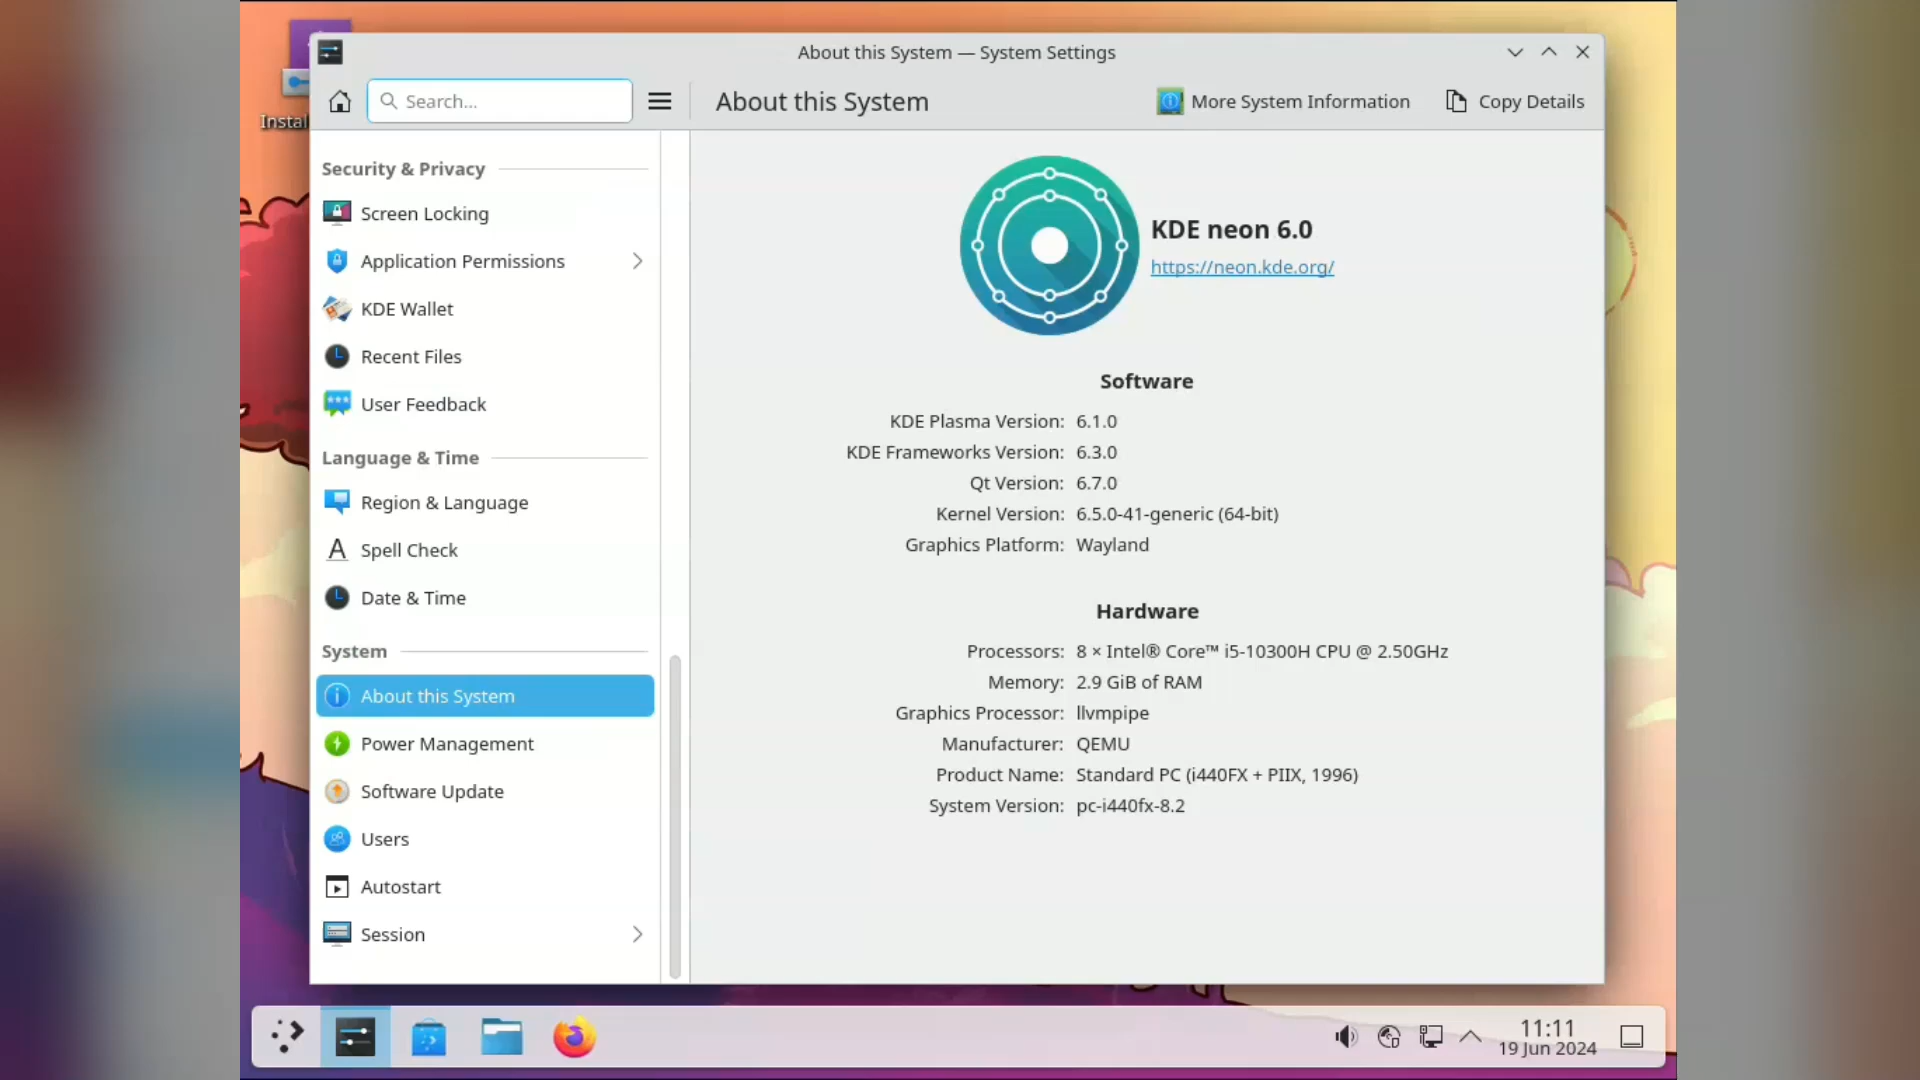 Instal
About this System — System Settings
Search...
About this System
More System Information
Copy Details
Security & Privacy
Screen Locking
Application Permissions
KDE Wallet
Recent Files
User Feedback
Language & Time
Region & Language
Spell Check
Date & Time
System
About this System
Power Management
Software Update
Users
Autostart
Session
KDE neon 6.0
https://neon.kde.org/
Software
KDE Plasma Version: 6.1.0
KDE Frameworks Version: 6.3.0
Qt Version: 6.7.0
Kernel Version: 6.5.0-41-generic (64-bit)
Graphics Platform: Wayland
Hardware
Processors: 8 × Intel® Core™ i5-10300H CPU @ 2.50GHz
Memory: 2.9 GiB of RAM
Graphics Processor: llvmpipe
Manufacturer: QEMU
Product Name: Standard PC (i440FX + PIIX, 1996)
System Version: pc-i440fx-8.2
11:11
19 Jun 2024